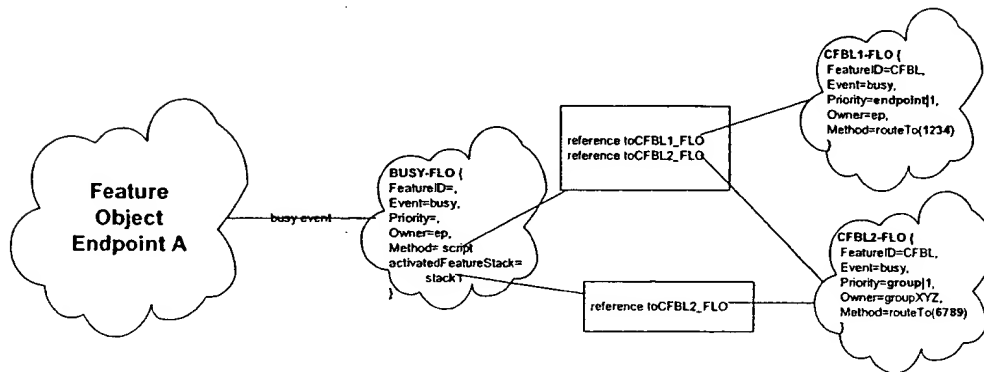 Feature
Object
Endpoint A
busy event
BUSY-FLO {
FeatureID=,
Event=busy,
Priority=,
Owner=ep,
Method= script
activatedFeatureStack=
stack1
}
reference toCFBL1_FLO
reference toCFBL2_FLO
reference toCFBL2_FLO
CFBL1-FLO {
FeatureID=CFBL,
Event=busy,
Priority=endpoint|1,
Owner=ep,
Method=routeTo(1234)
CFBL2-FLO {
FeatureID=CFBL,
Event=busy,
Priority=group|1,
Owner=groupXYZ,
Method=routeTo(6789)